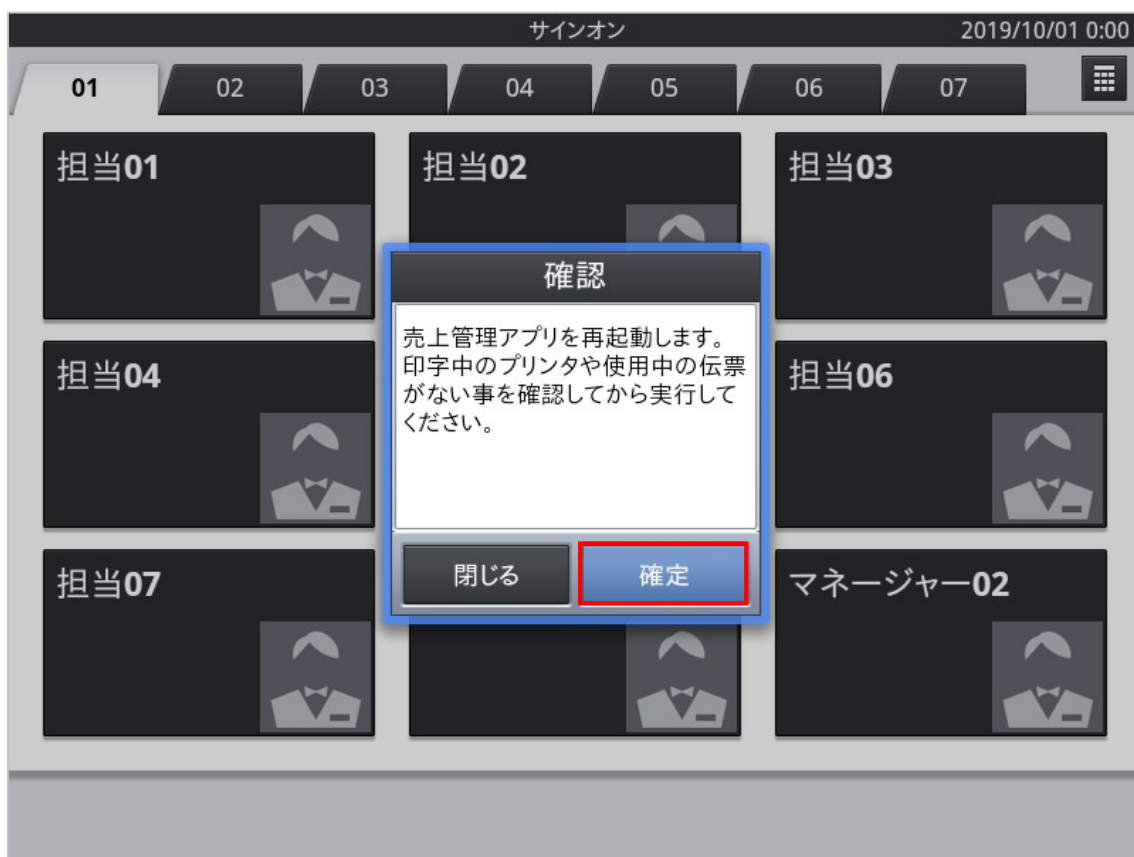 サインオン
2019/10/01 0:00
01
02
03
04
05
06
07
担当01
担当02
担当03
確認
売上管理アプリを再起動します。
印字中のプリンタや使用中の伝票
がない事を確認してから実行して
ください。
担当04
担当06
閉じる
確定
担当07
マネージャー02